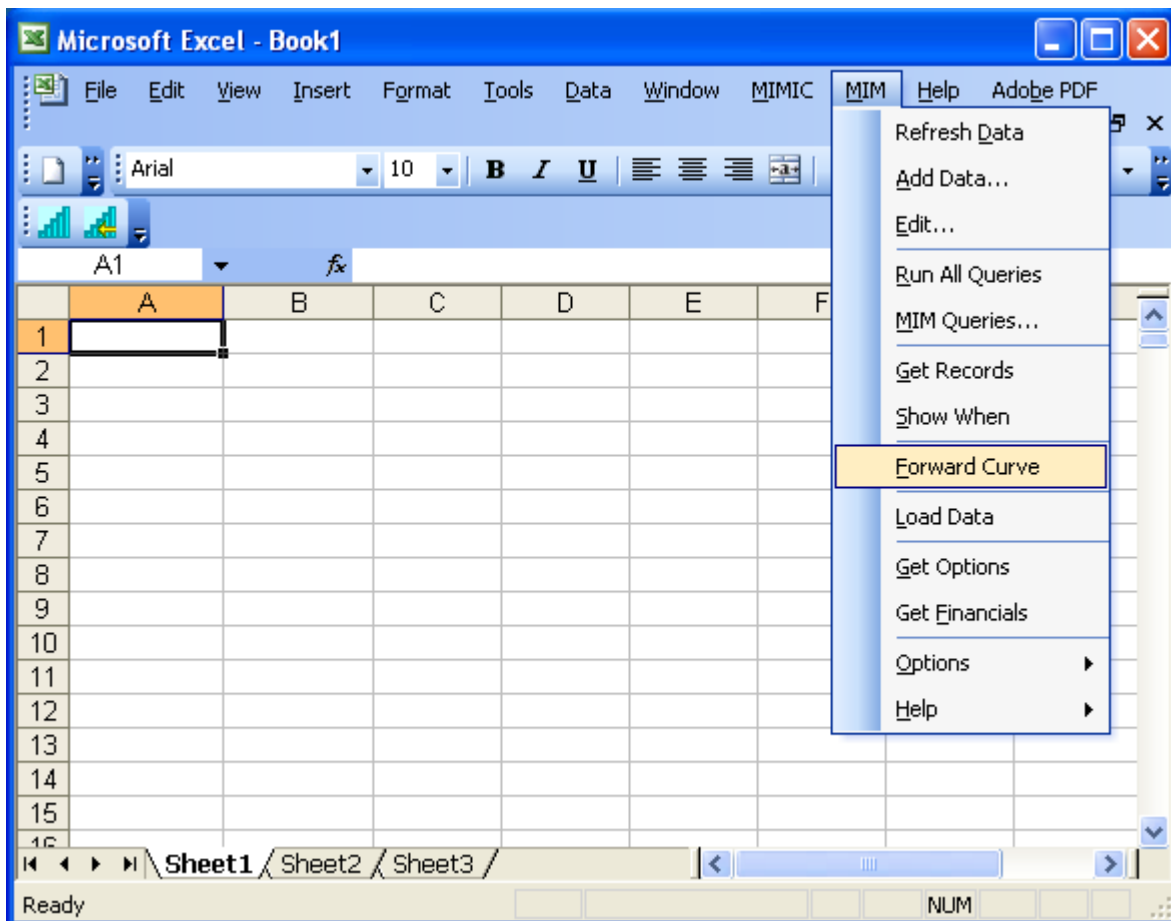 Microsoft Excel - Book1
File Edit View Insert Format Tools Data Window MIMIC MIM Help Adobe PDF
Arial 10 B I U
A1 fx
A B C D E F
1
2
3
4
5
6
7
8
9
10
11
12
13
14
15
16
Refresh Data
Add Data...
Edit...
Run All Queries
MIM Queries...
Get Records
Show When
Forward Curve
Load Data
Get Options
Get Financials
Options
Help
Sheet1 Sheet2 Sheet3
Ready NUM